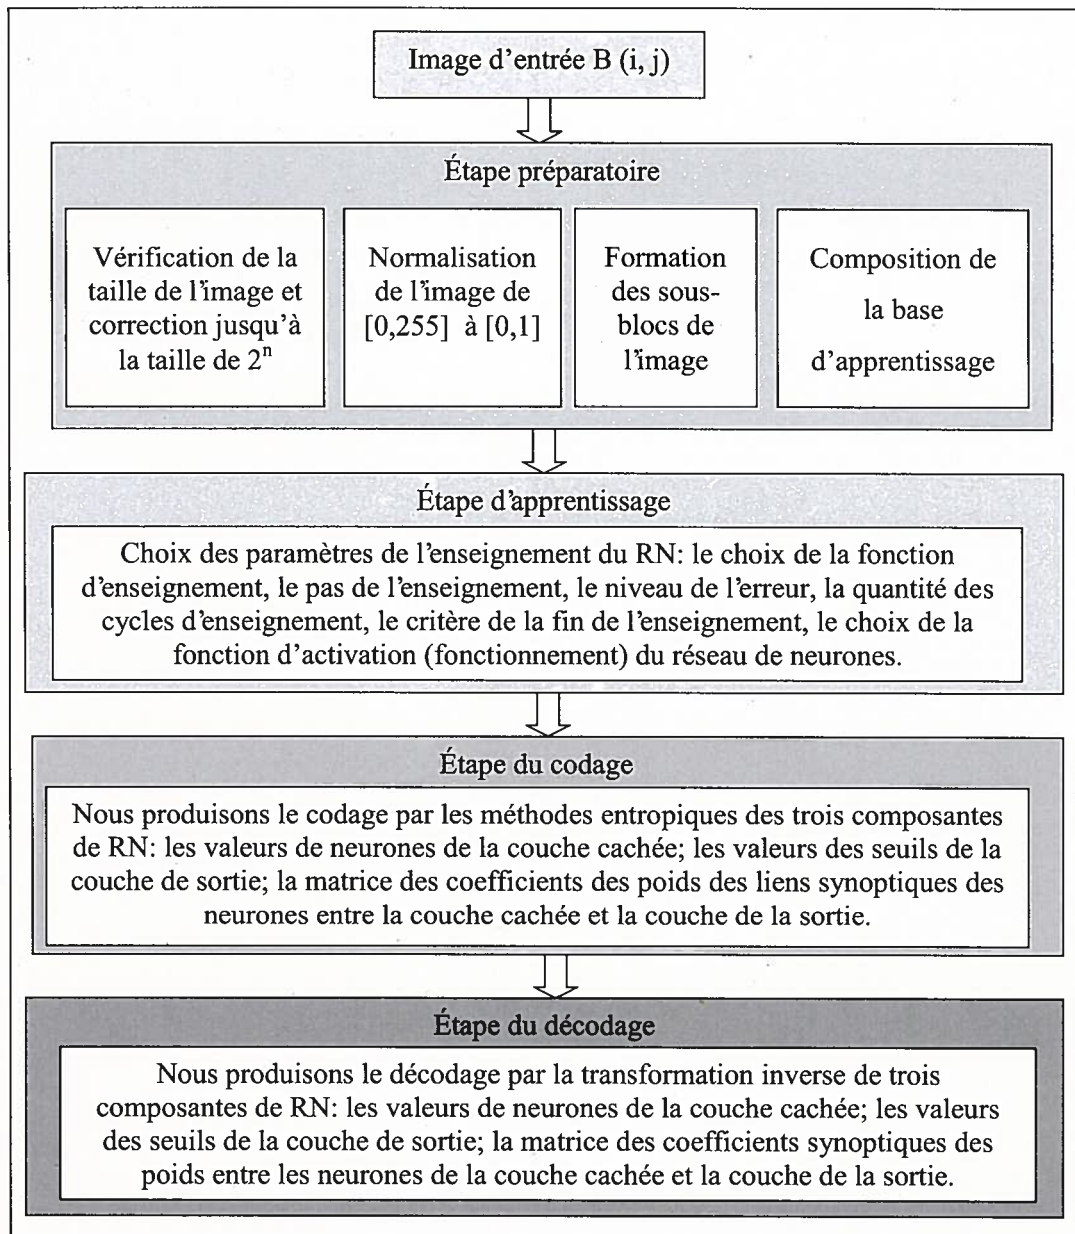 Image d'entrée B (i, j)
Étape préparatoire
Vérification de la
taille de l'image et
correction jusqu'à
la taille de 2ⁿ
Normalisation
de l'image de
[0,255] à [0,1]
Formation
des sous-
blocs de
l'image
Composition de
la base
d'apprentissage
Étape d'apprentissage
Choix des paramètres de l'enseignement du RN: le choix de la fonction
d'enseignement, le pas de l'enseignement, le niveau de l'erreur, la quantité des
cycles d'enseignement, le critère de la fin de l'enseignement, le choix de la
fonction d'activation (fonctionnement) du réseau de neurones.
Étape du codage
Nous produisons le codage par les méthodes entropiques des trois composantes
de RN: les valeurs de neurones de la couche cachée; les valeurs des seuils de la
couche de sortie; la matrice des coefficients des poids des liens synoptiques des
neurones entre la couche cachée et la couche de la sortie.
Étape du décodage
Nous produisons le décodage par la transformation inverse de trois
composantes de RN: les valeurs de neurones de la couche cachée; les valeurs
des seuils de la couche de sortie; la matrice des coefficients synoptiques des
poids entre les neurones de la couche cachée et la couche de la sortie.